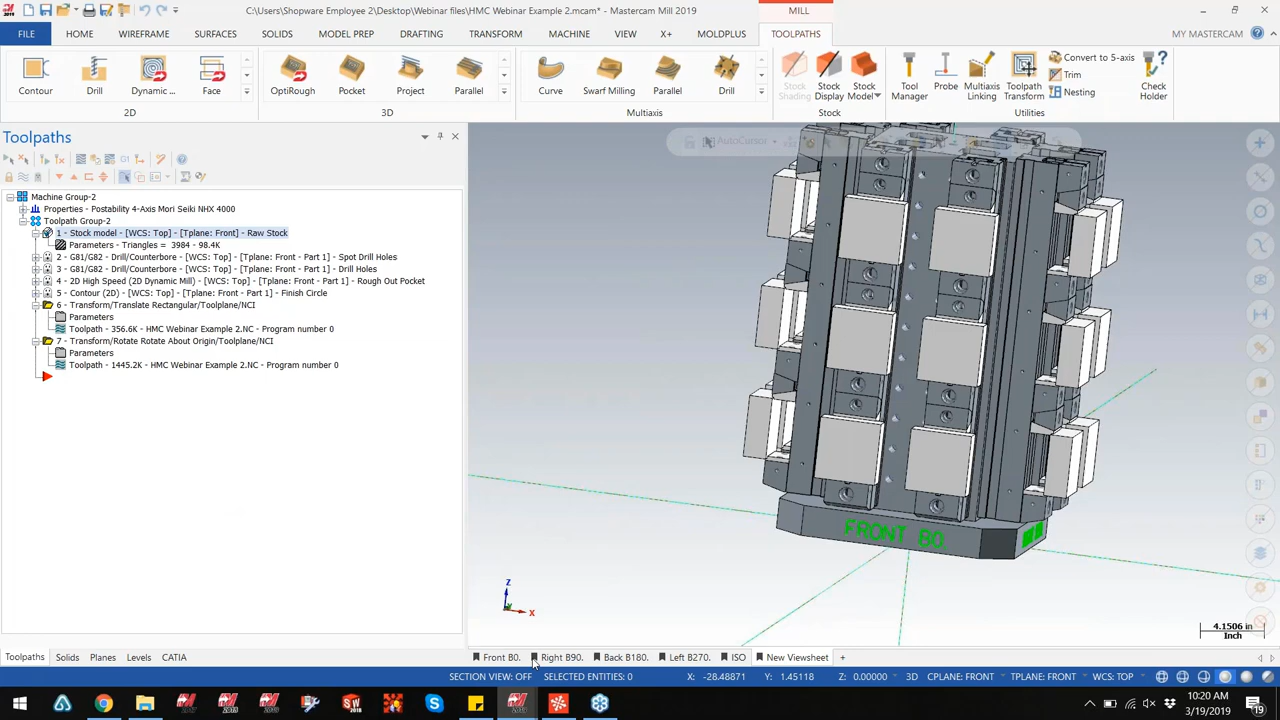 C:\Users\Shopware Employee 2\Desktop\Webinar files\HMC Webinar Example 2.mcam* - Mastercam Mill 2019
MILL
FILE HOME WIREFRAME SURFACES SOLIDS MODEL PREP DRAFTING TRANSFORM MACHINE VIEW X+ MOLDPLUS TOOLPATHS MY MASTERCAM
Contour Drill Dynamic ... Face OptiRough Pocket Project Parallel Curve Swarf Milling Parallel Drill
Stock Shading Stock Display Stock Model Tool Manager Probe Multiaxis Linking Toolpath Transform Convert to 5-axis Trim Nesting Check Holder
2D 3D Multiaxis Stock Utilities
Toolpaths
AutoCursor
G1
Machine Group-2
Properties - Postability 4-Axis Mori Seiki NHX 4000
Toolpath Group-2
1 - Stock model - [WCS: Top] - [Tplane: Front] - Raw Stock
Parameters - Triangles = 3984 - 98.4K
2 - G81/G82 - Drill/Counterbore - [WCS: Top] - [Tplane: Front - Part 1] - Spot Drill Holes
3 - G81/G82 - Drill/Counterbore - [WCS: Top] - [Tplane: Front - Part 1] - Drill Holes
4 - 2D High Speed (2D Dynamic Mill) - [WCS: Top] - [Tplane: Front - Part 1] - Rough Out Pocket
5 - Contour (2D) - [WCS: Top] - [Tplane: Front - Part 1] - Finish Circle
6 - Transform/Translate Rectangular/Toolplane/NCI
Parameters
Toolpath - 356.6K - HMC Webinar Example 2.NC - Program number 0
7 - Transform/Rotate Rotate About Origin/Toolplane/NCI
Parameters
Toolpath - 1445.2K - HMC Webinar Example 2.NC - Program number 0
FRONT B0.
Z
X
4.1506 in
Inch
Toolpaths Solids Planes Levels CATIA
Front B0. Right B90. Back B180. Left B270. ISO New Viewsheet +
SECTION VIEW: OFF SELECTED ENTITIES: 0 X: -28.48871 Y: 1.45118 Z: 0.00000 3D CPLANE: FRONT TPLANE: FRONT WCS: TOP
10:20 AM
3/19/2019
19